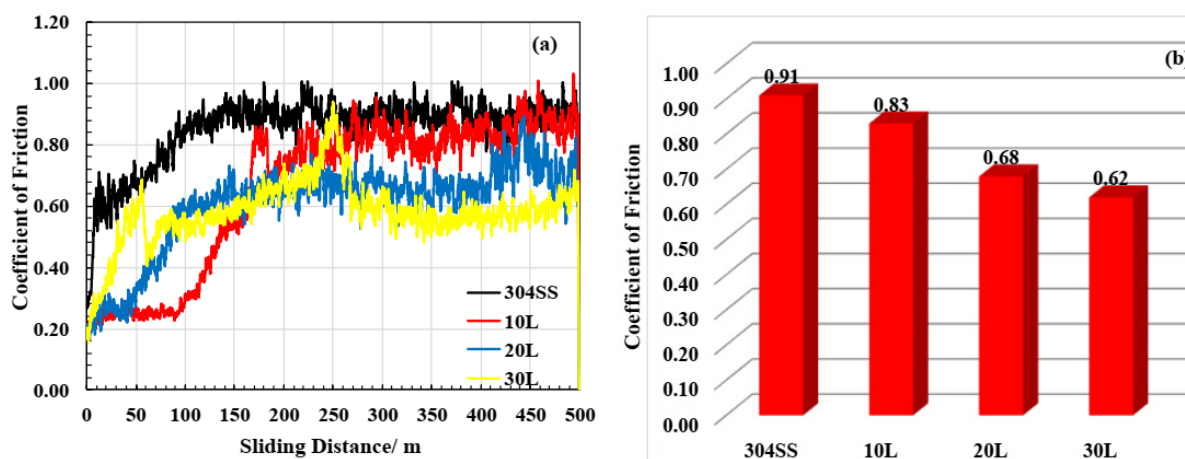 (a)
Coefficient of Friction
1.20
1.00
0.80
0.60
0.40
0.20
0.00
304SS
10L
20L
30L
0 50 100 150 200 250 300 350 400 450 500
Sliding Distance/ m
(b)
Coefficient of Friction
1.00
0.90
0.80
0.70
0.60
0.50
0.40
0.30
0.20
0.10
0.00
0.91
0.83
0.68
0.62
304SS 10L 20L 30L